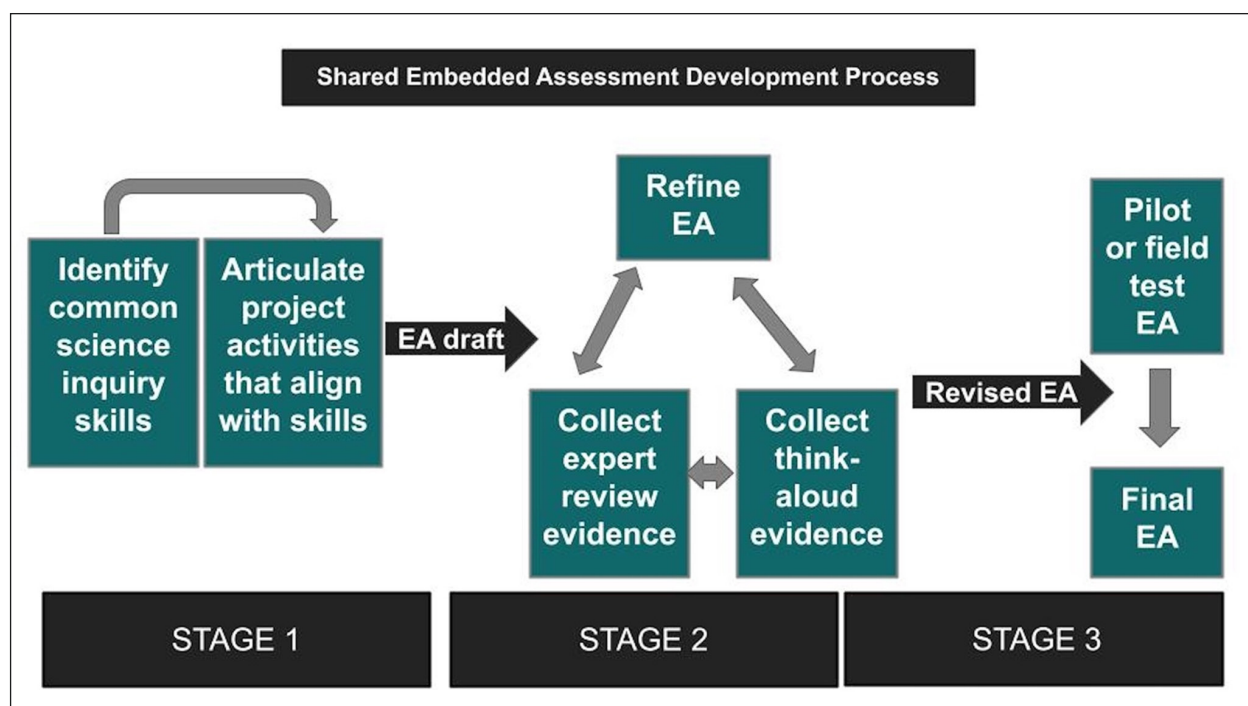 Shared Embedded Assessment Development Process
Identify
common
science
inquiry
skills
Articulate
project
activities
that align
with skills
EA draft
Refine
EA
Collect
expert
review
evidence
Collect
think-
aloud
evidence
Revised EA
Pilot
or field
test
EA
Final
EA
STAGE 1
STAGE 2
STAGE 3